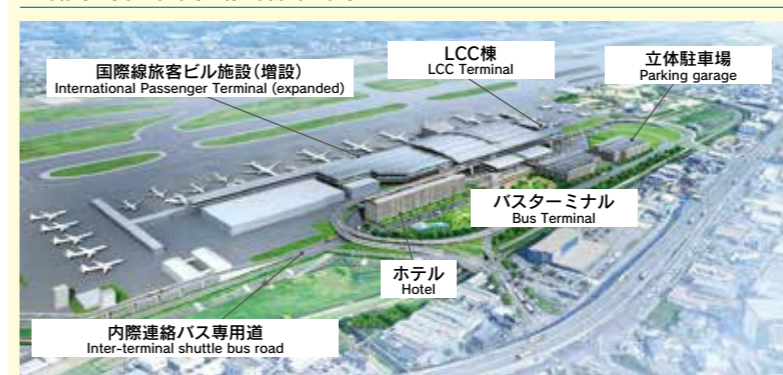 国際線旅客ビル施設（増設）
International Passenger Terminal (expanded)
LCC棟
LCC Terminal
立体駐車場
Parking garage
バスターミナル
Bus Terminal
ホテル
Hotel
内際連絡バス専用道
Inter-terminal shuttle bus road